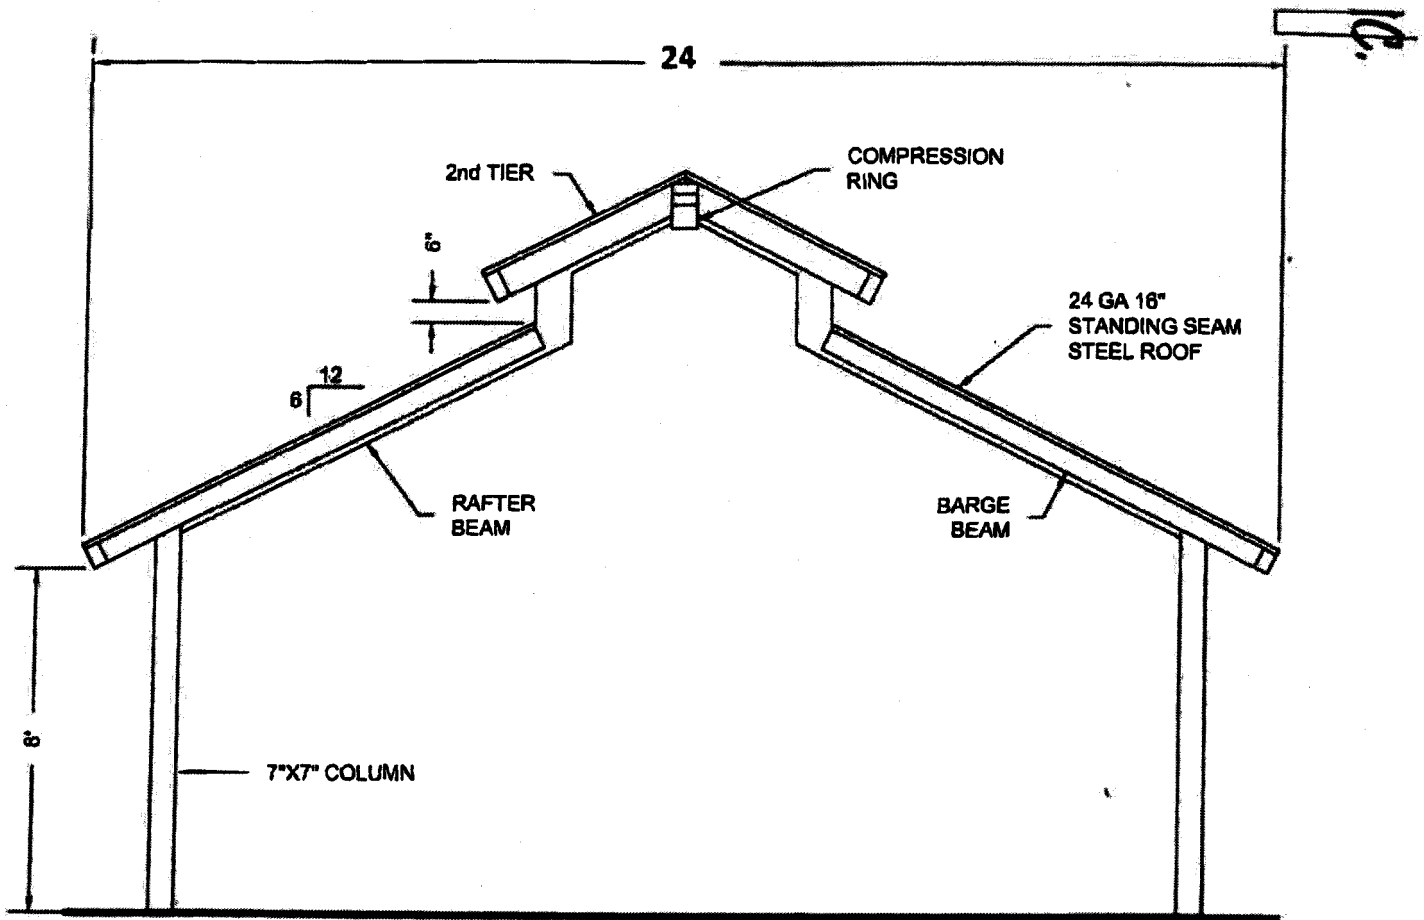 24
2nd TIER
COMPRESSION
RING
6"
24 GA 16"
STANDING SEAM
STEEL ROOF
12
6
RAFTER
BEAM
BARGE
BEAM
8'
7"X7" COLUMN